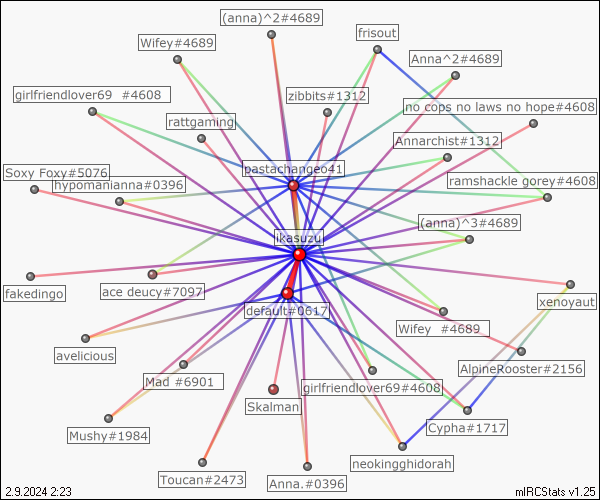 (anna)^2#4689
frisout
Wifey#4689
Anna^2#4689
girlfriendlover69  #4608
zibbits#1312
no cops no laws no hope#4608
rattgaming
Annarchist#1312
pastachange041
Soxy Foxy#5076
hypomanianna#0396
ranshackle gorey#4608
(anna)^3#4689
ikasuzu
fakedingo
ace deucy#7097
xenoyaut
default#0617
Wifey  #4689
avelicious
AlpineRooster#2156
Mad #6901
girlfriendlover69#4608
Skalman
Cypha#1717
Mushy#1984
neokingghidorah
Toucan#2473
Anna.#0396
2.9.2024 2:23
mIRCStats v1.25